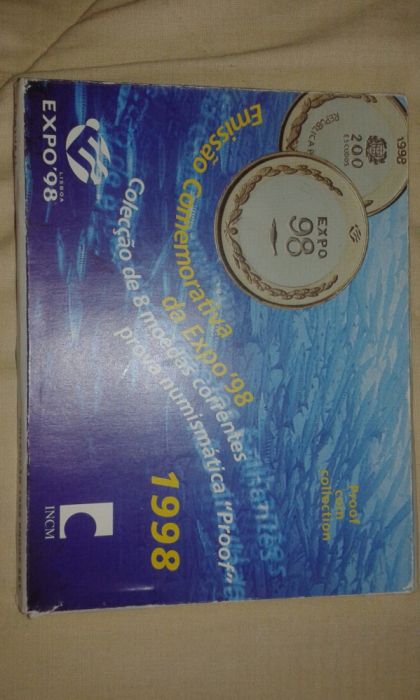 Emissão Comemorativa
da Expo'98
Coleção de 8 moedas correntes
prova numismática "Proof"
1998
LISBOA
EXPO'98
INCM
Proof
coin
collection
EXPO
98
1998
200
ESCUDOS